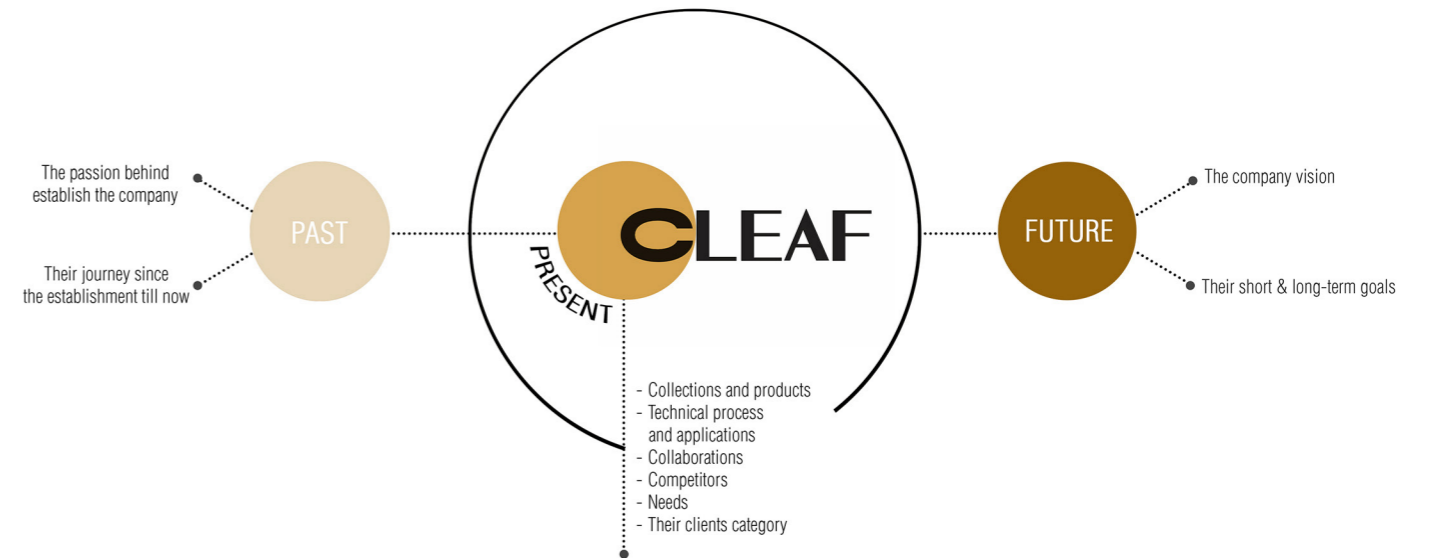 The passion behind
establish the company
Their journey since
the establishment till now
PAST
CLEAF
PRESENT
- Collections and products
- Technical process
and applications
- Collaborations
- Competitors
- Needs
- Their clients category
FUTURE
The company vision
Their short & long-term goals